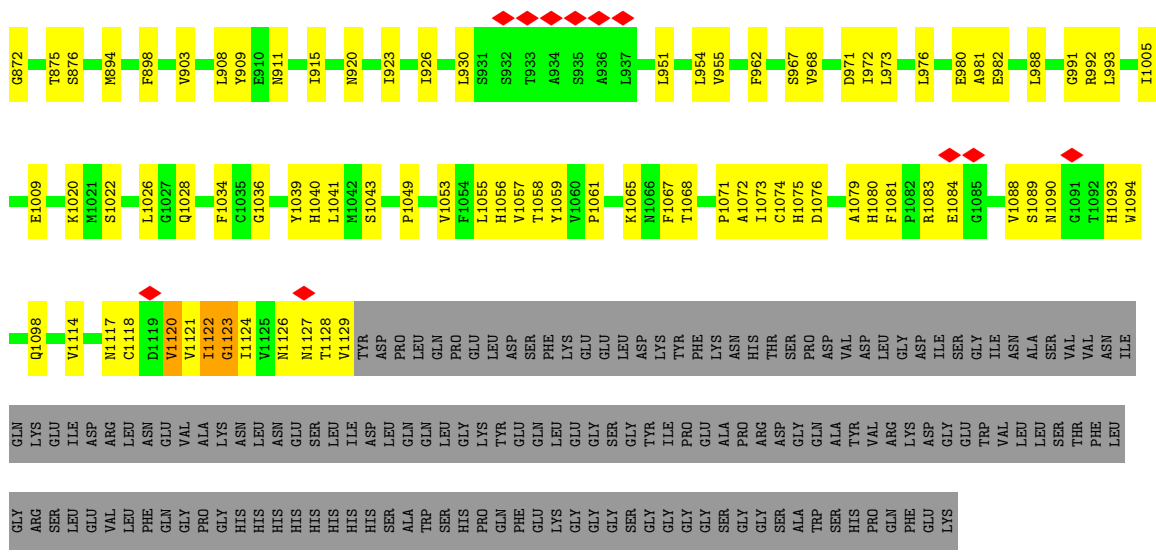 G872 T875 S876 M894 F898 V903 L908 Y909 E910 N911 I915 N920 I923 I926 L930 S931 S932 T933 A934 S935 A936 L937 L951 L954 V955 F962 S967 V968 D971 I972 L973 L976 E980 A981 E982 L988 G991 R992 L993 I1005
E1009 K1020 M1021 S1022 L1026 G1027 Q1028 F1034 C1035 G1036 Y1039 H1040 L1041 M1042 S1043 P1049 V1053 F1054 L1055 H1056 V1057 T1058 Y1059 V1060 P1061 K1065 N1066 F1067 T1068 P1071 A1072 I1073 C1074 H1075 D1076 A1079 H1080 F1081 P1082 R1083 E1084 G1085 V1088 S1089 N1090 G1091 T1092 H1093 W1094
Q1098 V1114 N1117 C1118 D1119 V1120 V1121 I1122 G1123 I1124 V1125 N1126 N1127 T1128 V1129 TYR ASP PRO LEU GLN PRO GLU LEU ASP SER PHE LYS GLU GLU LEU ASP LYS TYR PHE LYS ASN HIS THR SER PRO ASP VAL ASP LEU GLY ASP ILE SER GLY ILE ASN ALA SER VAL VAL ASN ILE
GLN LYS GLU ILE ASP ARG LEU ASN GLU VAL ALA LYS ASN LEU ASN GLU SER LEU ILE ASP LEU GLN GLN LEU GLY LYS TYR GLU GLN LEU GLU GLY SER GLY TYR ILE PRO GLU ALA PRO ARG ASP GLY GLN ALA TYR VAL ARG LYS ASP GLY GLU TRP VAL LEU LEU SER THR PHE LEU
GLY ARG SER LEU GLU VAL LEU PHE GLN GLY PRO GLY HIS HIS HIS HIS HIS HIS HIS HIS SER ALA TRP SER HIS PRO GLN PHE GLU LYS GLY GLY GLY SER GLY GLY GLY GLY SER GLY GLY SER ALA TRP SER HIS PRO GLN PHE GLU LYS